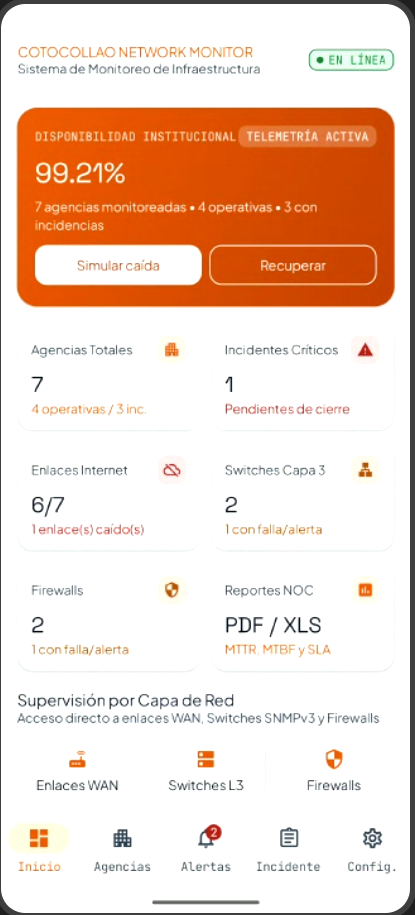 COTOCOLLAO NETWORK MONITOR
Sistema de Monitoreo de Infraestructura
EN LÍNEA
DISPONIBILIDAD INSTITUCIONAL
TELEMETRÍA ACTIVA
99.21%
7 agencias monitoreadas • 4 operativas • 3 con
incidencias
Simular caída
Recuperar
Agencias Totales
7
4 operativas / 3 inc.
Incidentes Críticos
1
Pendientes de cierre
Enlaces Internet
6/7
1 enlace(s) caído(s)
Switches Capa 3
2
1 con falla/alerta
Firewalls
2
1 con falla/alerta
Reportes NOC
PDF / XLS
MTTR. MTBF y SLA
Supervisión por Capa de Red
Acceso directo a enlaces WAN, Switches SNMPv3 y Firewalls
Enlaces WAN
Switches L3
Firewalls
2
Inicio
Agencias
Alertas
Incidente
Config.